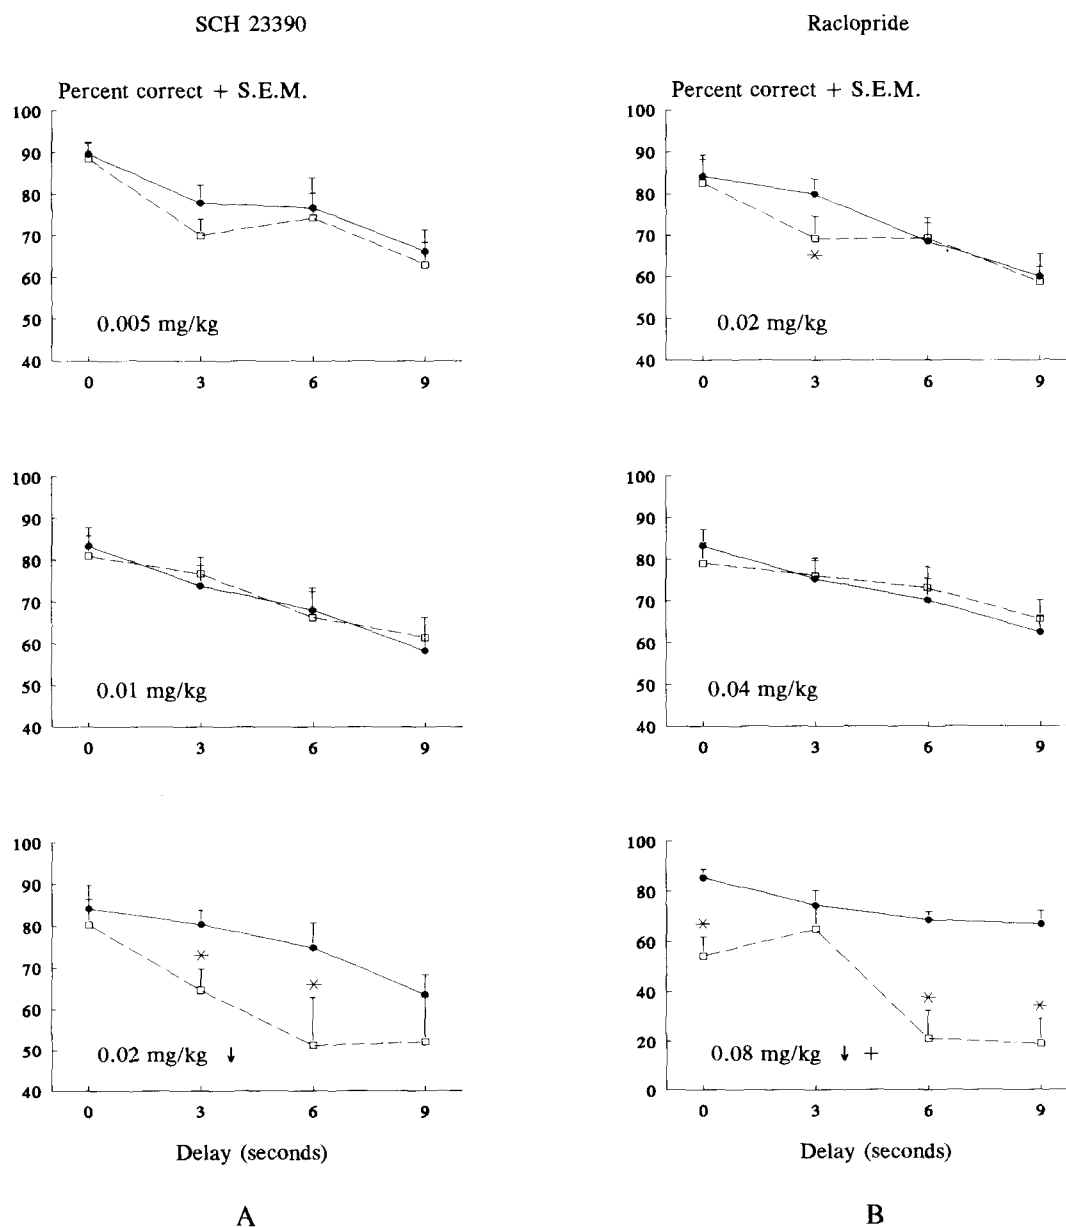 SCH 23390
Raclopride
Percent correct + S.E.M.
100
90
80
70
60
50
40
0 3 6 9
0.005 mg/kg
Percent correct + S.E.M.
100
90
80
70
60
50
40
0 3 6 9
0.02 mg/kg
100
90
80
70
60
50
40
0 3 6 9
0.01 mg/kg
100
90
80
70
60
50
40
0 3 6 9
0.04 mg/kg
100
90
80
70
60
50
40
0 3 6 9
0.02 mg/kg ↓
Delay (seconds)
A
100
80
60
40
20
0
0 3 6 9
0.08 mg/kg ↓ +
Delay (seconds)
B